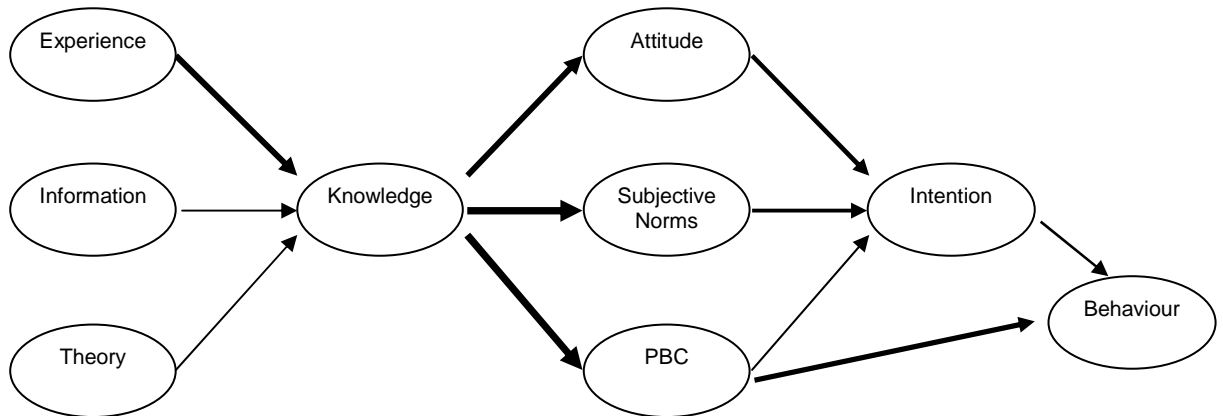 Experience
Attitude
Information
Knowledge
Subjective
Norms
Intention
Behaviour
Theory
PBC